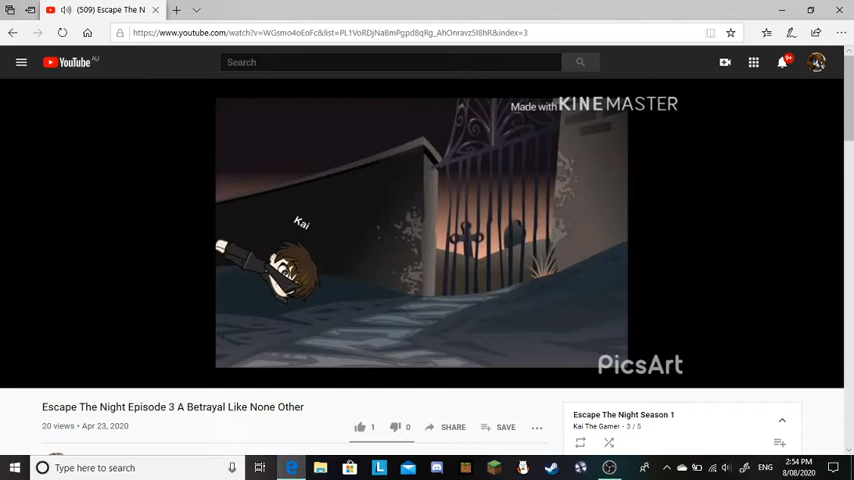 (509) Escape The N
https://www.youtube.com/watch?v=WGsmo4oEoFc&list=PL1VoRDjNaBmPgpd8qRg_AhOnravzSI8hR&index=3
YouTube AU
Search
9+
Made with KINEMASTER
Kai
PicsArt
Escape The Night Episode 3 A Betrayal Like None Other
20 views • Apr 23, 2020
1
0
SHARE
SAVE
Escape The Night Season 1
Kai The Gamer - 3 / 5
Type here to search
ENG
2:54 PM
8/08/2020